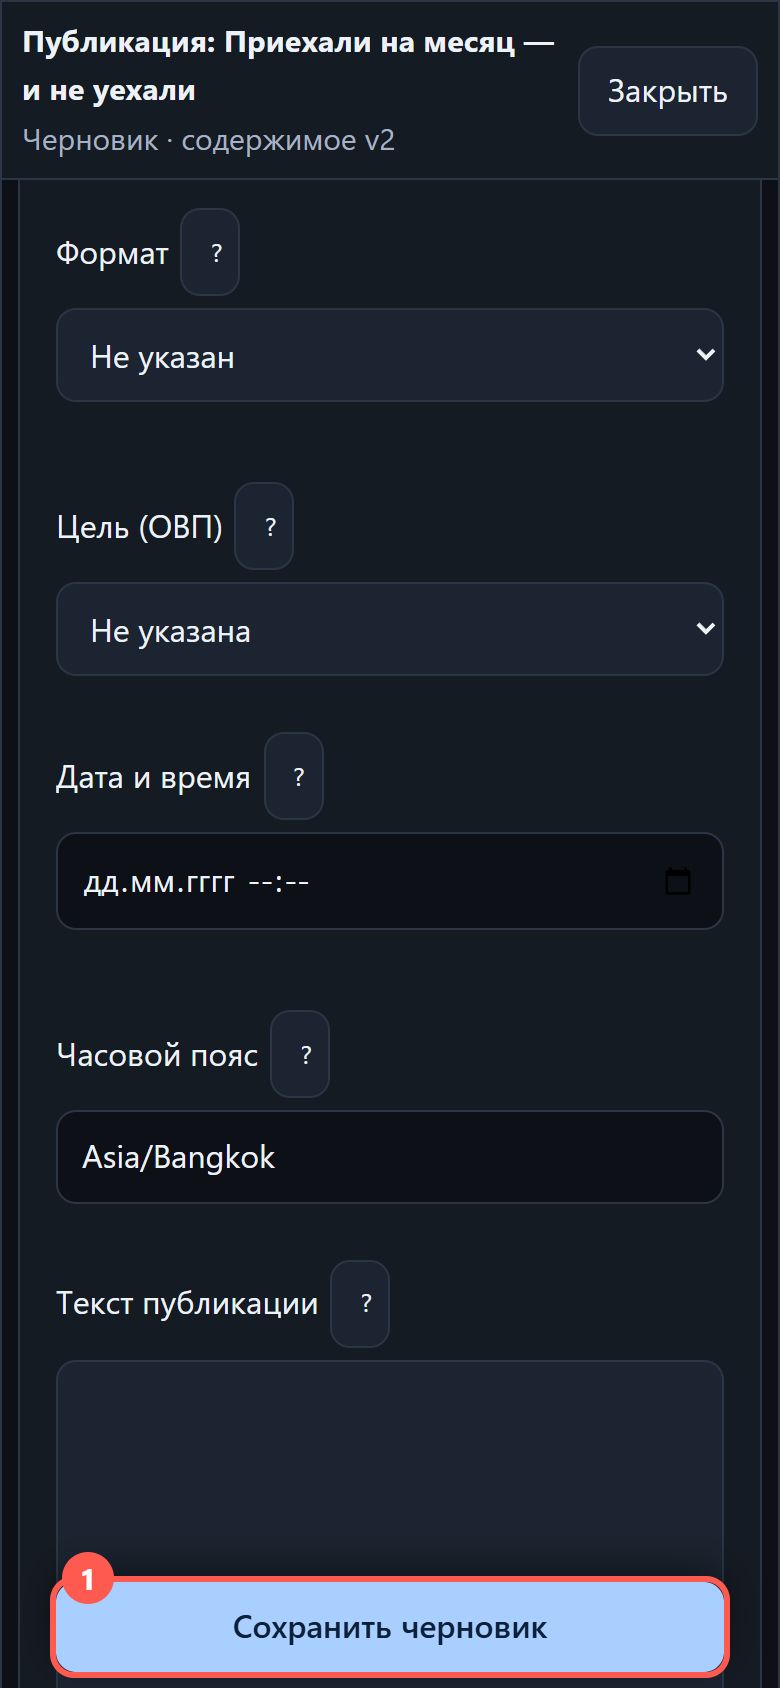 Публикация: Приехали на месяц —
и не уехали
Закрыть
Черновик · содержимое v2
Формат ?
Не указан
Цель (ОВП) ?
Не указана
Дата и время ?
дд.мм.гггг --:--
Часовой пояс ?
Asia/Bangkok
Текст публикации ?
1
Сохранить черновик